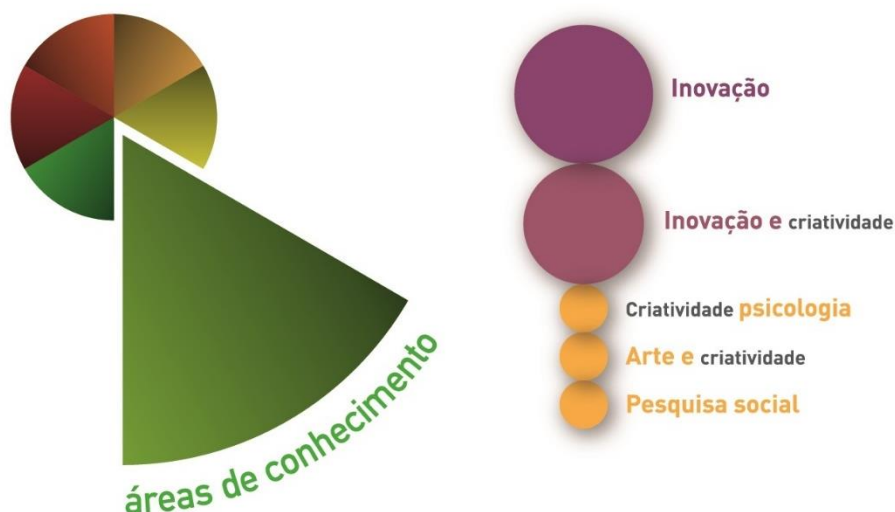 Inovação
Inovação e criatividade
Criatividade psicologia
Arte e criatividade
Pesquisa social
áreas de conhecimento